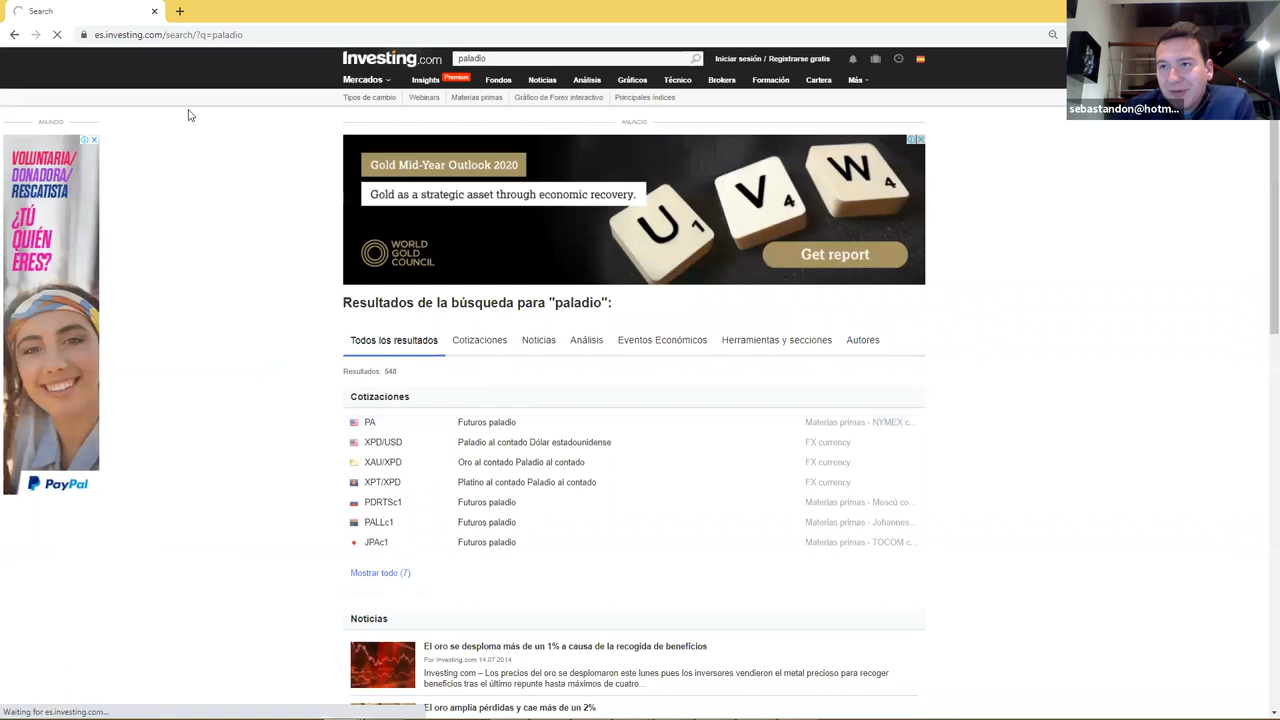 Search
es.investing.com/search/?q=paladio
Investing.com
paladio
Iniciar sesión / Registrarse gratis
Mercados
Insights
Premium
Fondos
Noticias
Análisis
Gráficos
Técnico
Brokers
Formación
Cartera
Más
Tipos de cambio
Webinars
Materias primas
Gráfico de Forex interactivo
Principales índices
sebastandon@hotm...
ANUNCIO
ANUNCIO
VOLUNTARIA/
DONADORA/
RESCATISTA
¿TÚ
QUIÉN
ERES?
PayPal
Gold Mid-Year Outlook 2020
Gold as a strategic asset through economic recovery.
WORLD
GOLD
COUNCIL
U1
V4
W4
Get report
Resultados de la búsqueda para "paladio":
Todos los resultados
Cotizaciones
Noticias
Análisis
Eventos Económicos
Herramientas y secciones
Autores
Resultados: 548
Cotizaciones
PA Futuros paladio Materias primas - NYMEX c...
XPD/USD Paladio al contado Dólar estadounidense FX currency
XAU/XPD Oro al contado Paladio al contado FX currency
XPT/XPD Platino al contado Paladio al contado FX currency
PDRTSc1 Futuros paladio Materias primas - Moscú co...
PALLc1 Futuros paladio Materias primas - Johannes...
JPAc1 Futuros paladio Materias primas - TOCOM c...
Mostrar todo (7)
Noticias
El oro se desploma más de un 1% a causa de la recogida de beneficios
Por Investing.com 14.07.2014
Investing.com – Los precios del oro se desplomaron este lunes pues los inversores vendieron el metal precioso para recoger
beneficios tras el último repunte hasta máximos de cuatro...
El oro amplía pérdidas y cae más de un 2%
Waiting for es.investing.com...